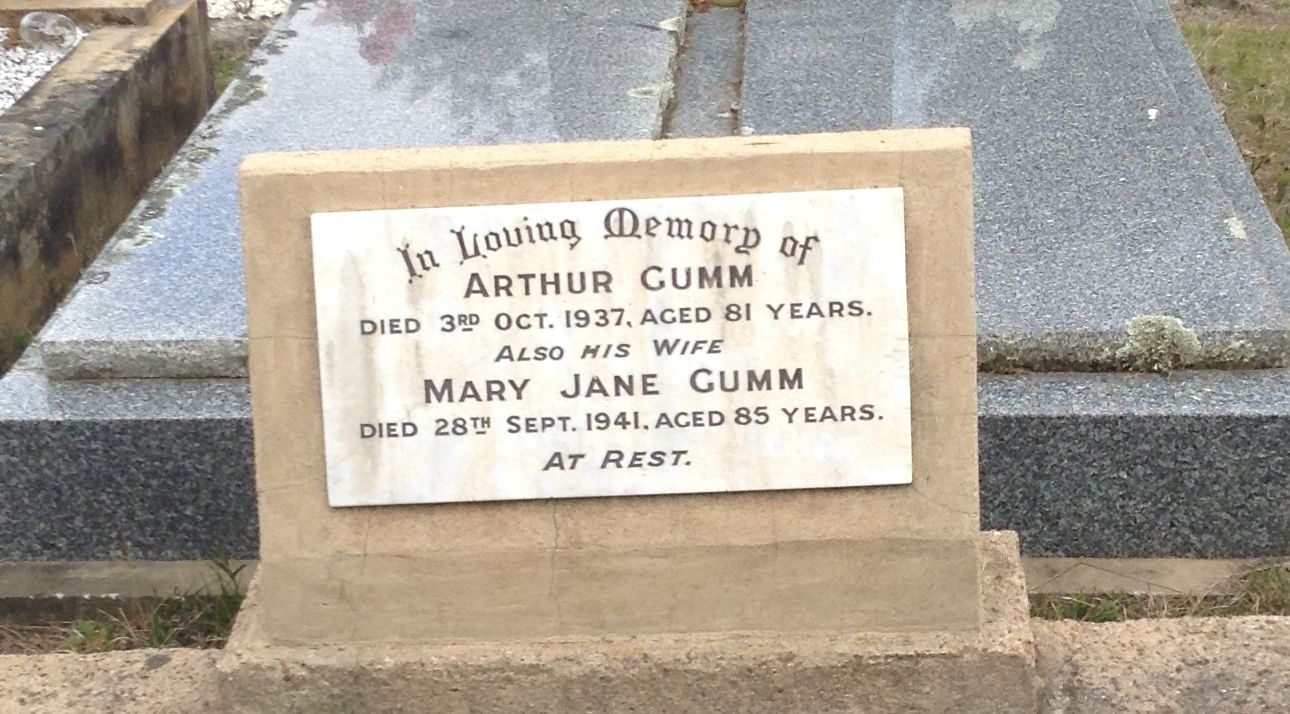 In Loving Memory of
ARTHUR GUMM
DIED 3RD OCT. 1937, AGED 81 YEARS.
ALSO HIS WIFE
MARY JANE GUMM
DIED 28TH SEPT. 1941, AGED 85 YEARS.
AT REST.